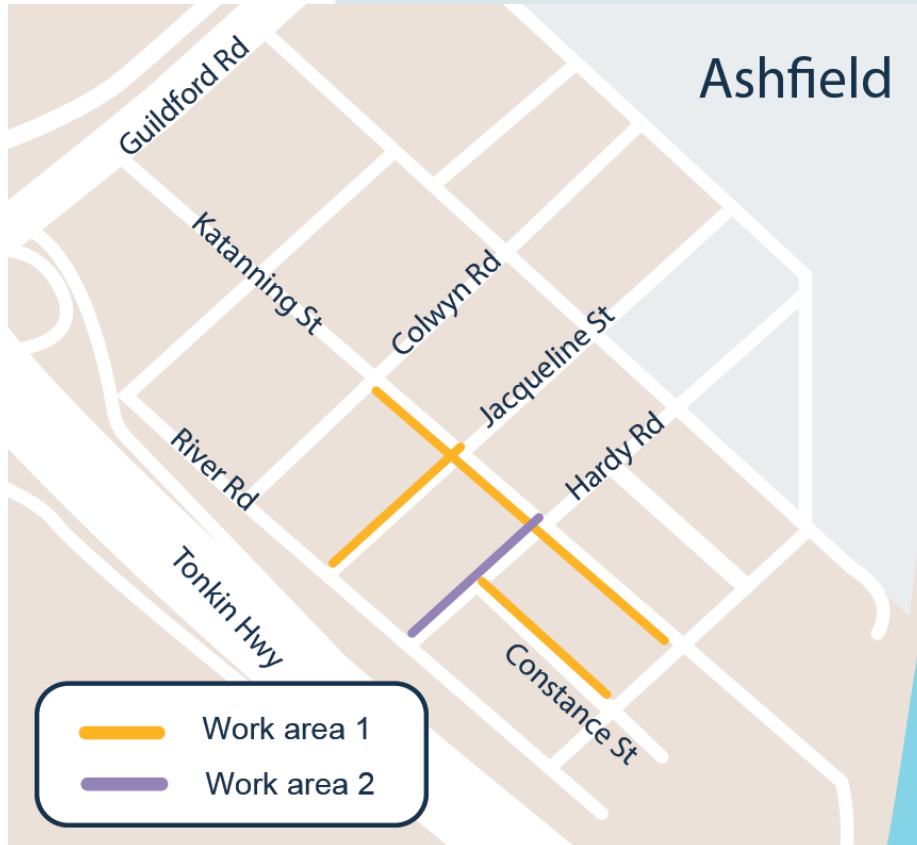 Ashfield
Guildford Rd
Katanning St
Colwyn Rd
Jacqueline St
Hardy Rd
River Rd
Tonkin Hwy
Constance St
Work area 1
Work area 2